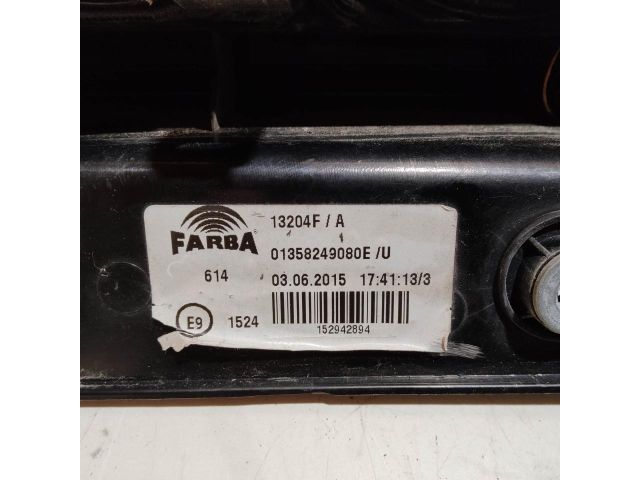 FARBA
13204F / A
01358249080E /U
614 03.06.2015 17:41:13/3
E9 1524
152942894